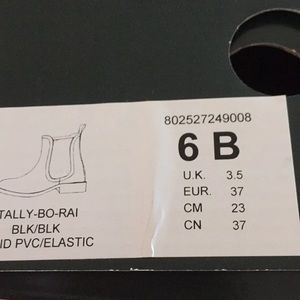 802527249008
6 B
U.K. 3.5
EUR. 37
CM 23
CN 37
TALLY-BO-RAI
BLK/BLK
ID PVC/ELASTIC